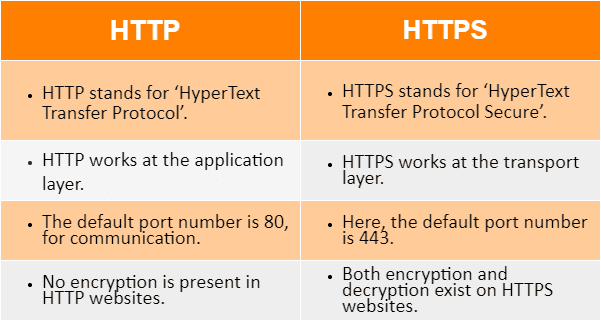 HTTP
HTTPS
• HTTP stands for ‘HyperText
Transfer Protocol’.
• HTTPS stands for ‘HyperText
Transfer Protocol Secure’.
• HTTP works at the application
layer.
• HTTPS works at the transport
layer.
• The default port number is 80,
for communication.
• Here, the default port number
is 443.
• No encryption is present in
HTTP websites.
• Both encryption and
decryption exist on HTTPS
websites.